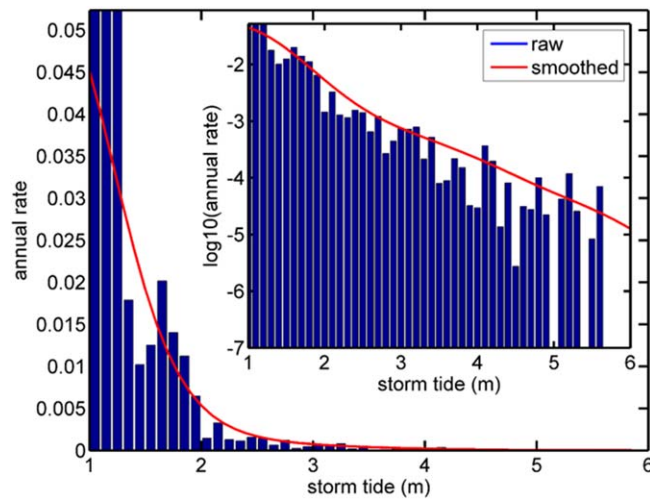 0.05
0.045
0.04
0.035
0.03
0.025
0.02
0.015
0.01
0.005
0
annual rate
1 2 3 4 5 6
storm tide (m)
raw
smoothed
-2
-3
-4
-5
-6
-7
log10(annual rate)
1 2 3 4 5 6
storm tide (m)